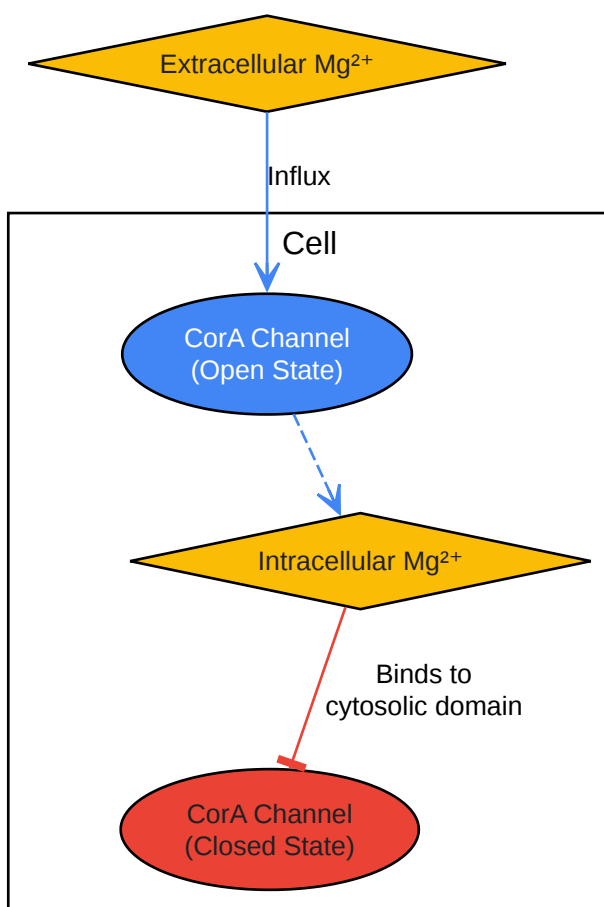 Extracellular Mg²⁺
Influx
Cell
CorA Channel
(Open State)
Intracellular Mg²⁺
Binds to
cytosolic domain
CorA Channel
(Closed State)